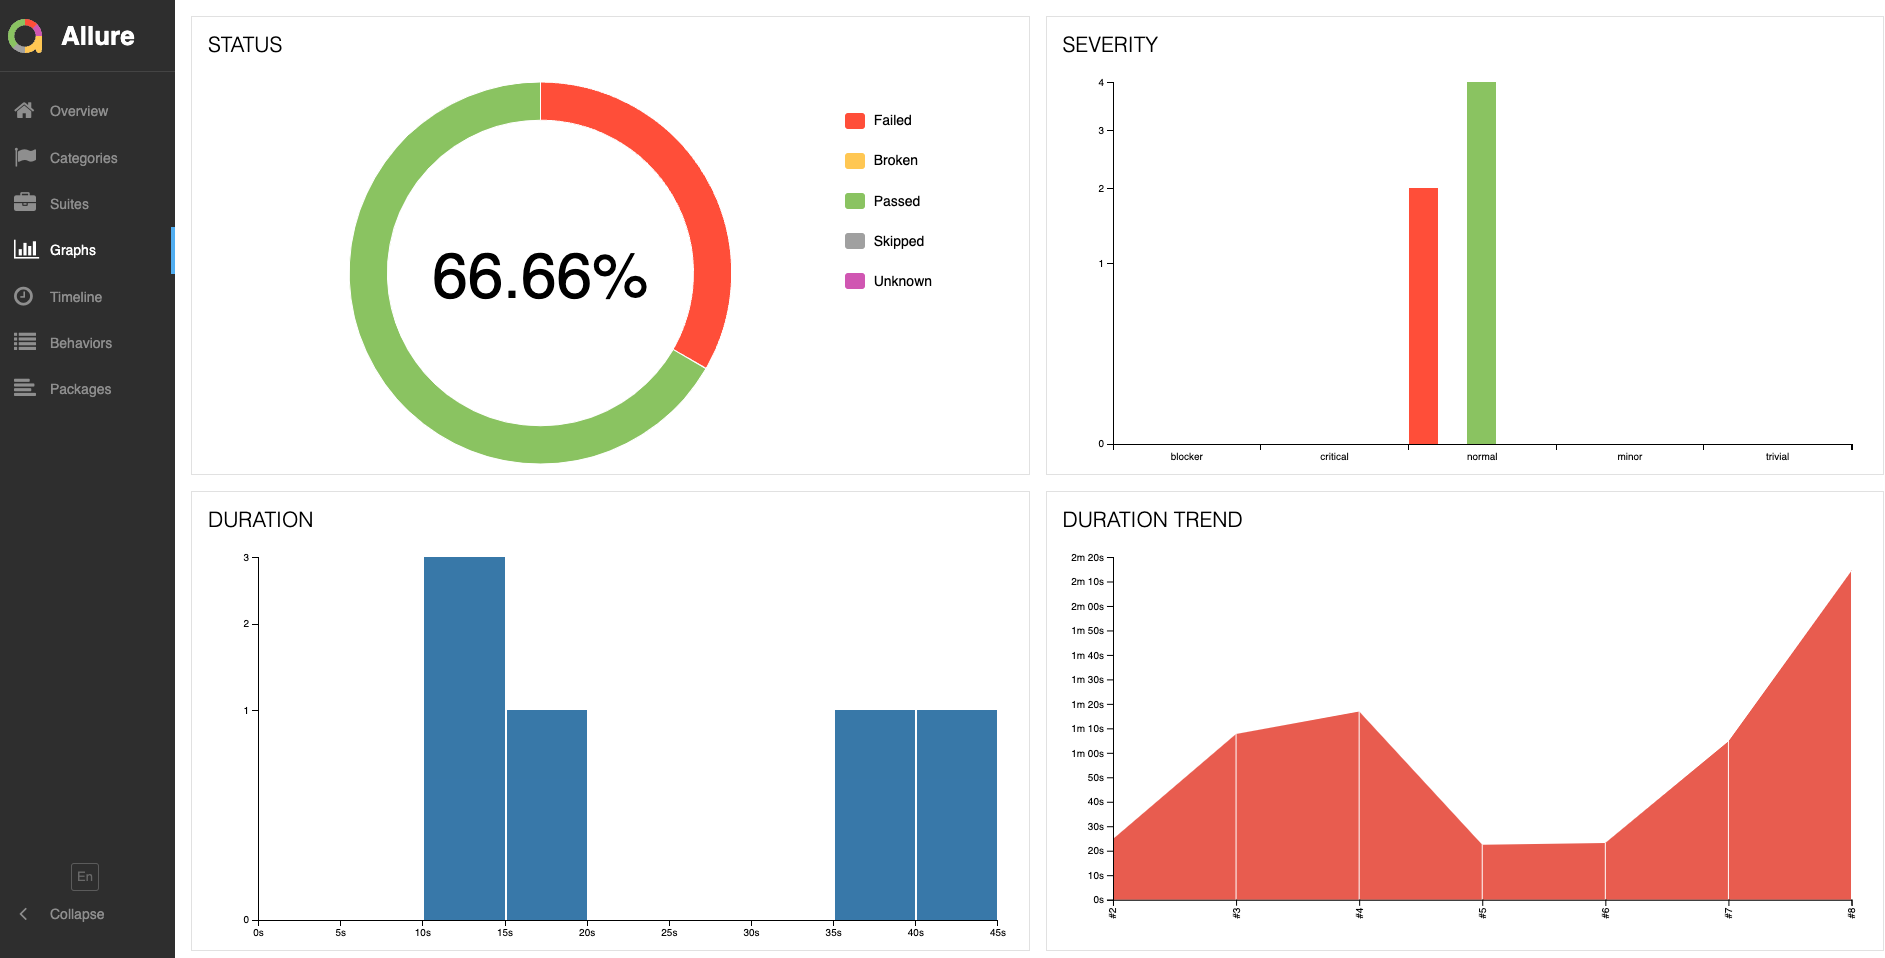 Allure
Overview
Categories
Suites
Graphs
Timeline
Behaviors
Packages
En
Collapse
STATUS
66.66%
Failed
Broken
Passed
Skipped
Unknown
SEVERITY
4
3
2
1
0
blocker critical normal minor trivial
DURATION
3
2
1
0
0s 5s 10s 15s 20s 25s 30s 35s 40s 45s
DURATION TREND
2m 20s
2m 10s
2m 00s
1m 50s
1m 40s
1m 30s
1m 20s
1m 10s
1m 00s
50s
40s
30s
20s
10s
0s
#2 #3 #4 #5 #6 #7 #8